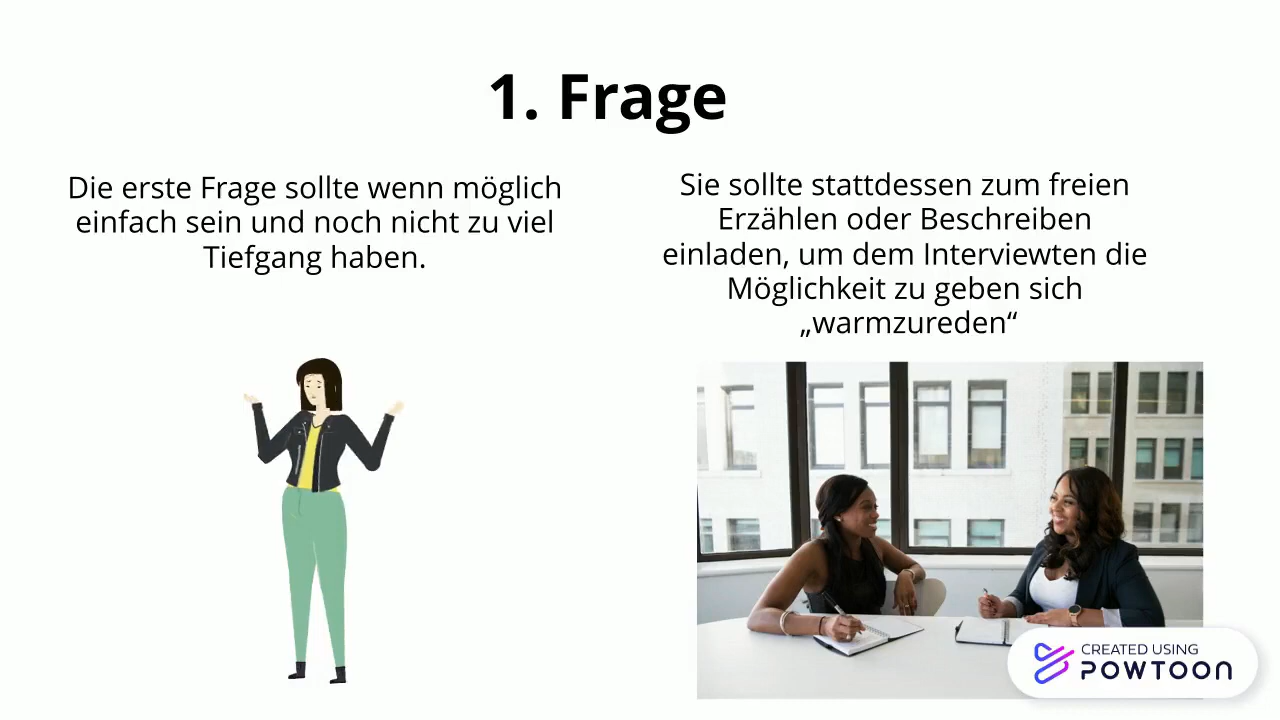 1. Frage
Die erste Frage sollte wenn möglich
einfach sein und noch nicht zu viel
Tiefgang haben.
Sie sollte stattdessen zum freien
Erzählen oder Beschreiben
einladen, um dem Interviewten die
Möglichkeit zu geben sich
„warmzureden“
CREATED USING
POWTOON